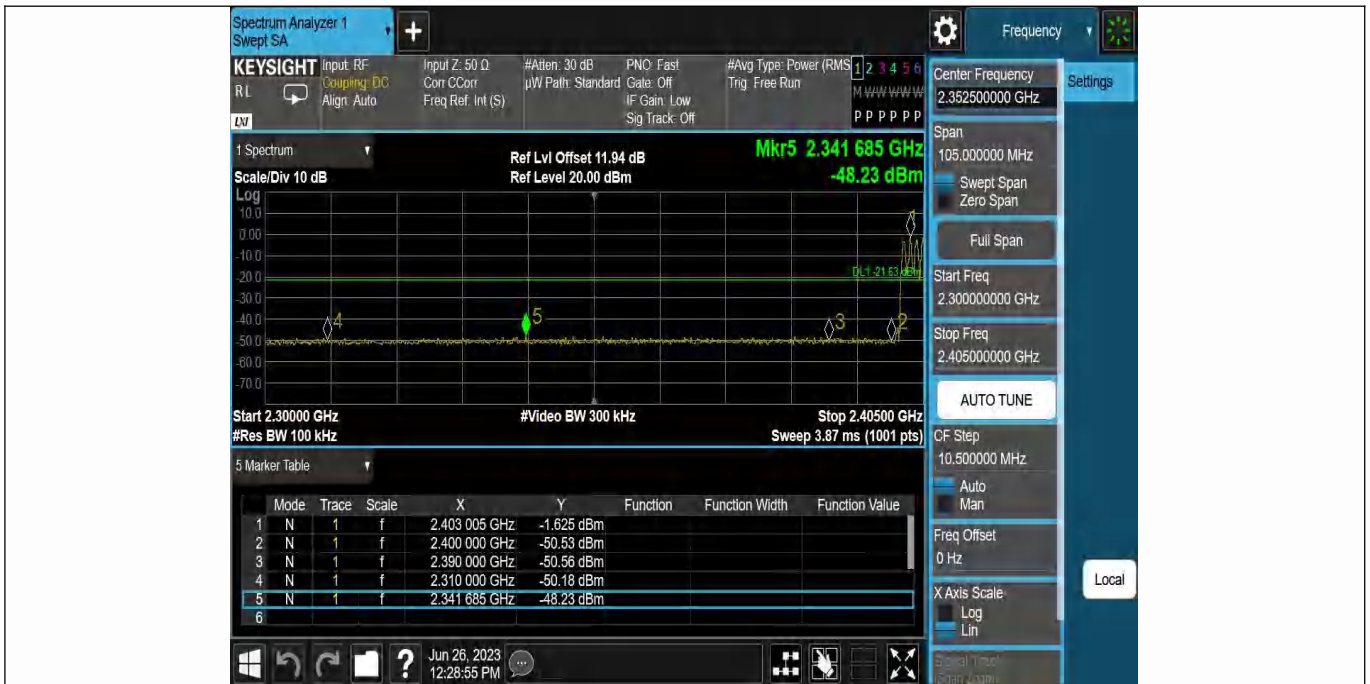 Spectrum Analyzer 1
Swept SA
+
Frequency
KEYSIGHT
RL
LXI
Input: RF
Coupling: DC
Align: Auto
Input Z: 50 Ω
Corr CCorr
Freq Ref: Int (S)
#Atten: 30 dB
µW Path: Standard
PNO: Fast
Gate: Off
IF Gain: Low
Sig Track: Off
#Avg Type: Power (RMS
Trig: Free Run
1 2 3 4 5 6
M W W W W W
P P P P P P
1 Spectrum
Scale/Div 10 dB
Ref Lvl Offset 11.94 dB
Ref Level 20.00 dBm
Mkr5 2.341 685 GHz
-48.23 dBm
Log
10.0
0.00
-10.0
-20.0
-30.0
-40.0
-50.0
-60.0
-70.0
DL1 -21.63 dBm
1
4
5
3
2
Start 2.30000 GHz
#Video BW 300 kHz
Stop 2.40500 GHz
#Res BW 100 kHz
Sweep 3.87 ms (1001 pts)
5 Marker Table
Mode Trace Scale X Y Function Function Width Function Value
1 N 1 f 2.403 005 GHz -1.625 dBm
2 N 1 f 2.400 000 GHz -50.53 dBm
3 N 1 f 2.390 000 GHz -50.56 dBm
4 N 1 f 2.310 000 GHz -50.18 dBm
5 N 1 f 2.341 685 GHz -48.23 dBm
6
?
Jun 26, 2023
12:28:55 PM
Center Frequency
2.352500000 GHz
Settings
Span
105.000000 MHz
Swept Span
Zero Span
Full Span
Start Freq
2.300000000 GHz
Stop Freq
2.405000000 GHz
AUTO TUNE
CF Step
10.500000 MHz
Auto
Man
Freq Offset
0 Hz
Local
X Axis Scale
Log
Lin
Signal Track
(Span Zoom)